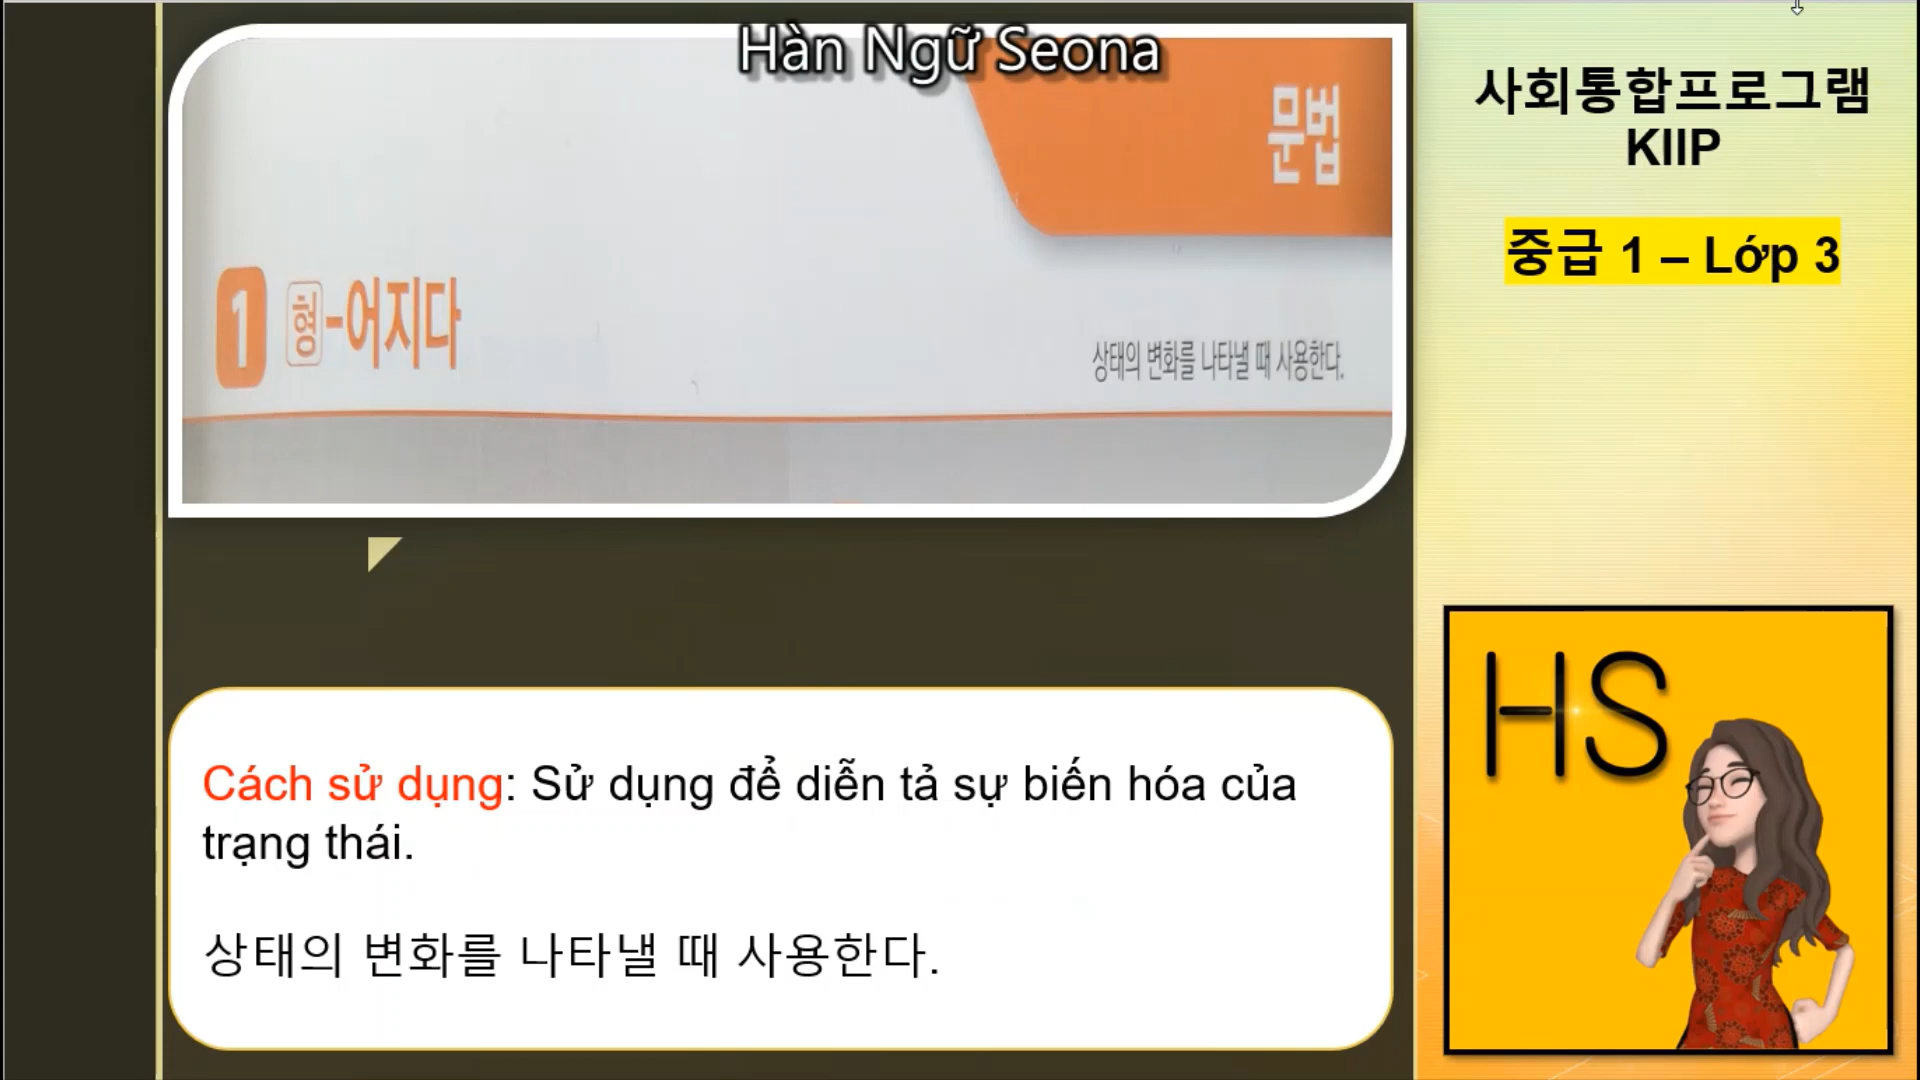 Hàn Ngữ Seona
문법
1 형 -어지다
상태의 변화를 나타낼 때 사용한다.
사회통합프로그램
KIIP
중급 1 – Lớp 3
HS
Cách sử dụng: Sử dụng để diễn tả sự biến hóa của
trạng thái.
상태의 변화를 나타낼 때 사용한다.